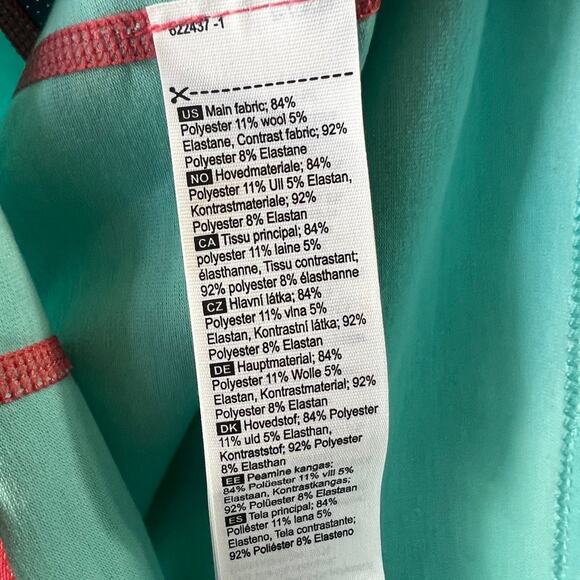 622437 -1
US Main fabric; 84%
Polyester 11% wool 5%
Elastane, Contrast fabric; 92%
Polyester 8% Elastane
NO Hovedmateriale; 84%
Polyester 11% Ull 5% Elastan,
Kontrastmateriale; 92%
Polyester 8% Elastan
CA Tissu principal; 84%
polyester 11% laine 5%
élasthanne, Tissu contrastant;
92% polyester 8% élasthanne
CZ Hlavní látka; 84%
Polyester 11% vlna 5%
Elastan, Kontrastní látka; 92%
Polyester 8% Elastan
DE Hauptmaterial; 84%
Polyester 11% Wolle 5%
Elastan, Kontrastmaterial; 92%
Polyester 8% Elastan
DK Hovedstof; 84% Polyester
11% uld 5% Elasthan,
Kontraststof; 92% Polyester
8% Elasthan
EE Peamine kangas;
84% Polüester 11% vill 5%
Elastaan, Kontrastkangas;
92% Polüester 8% Elastaan
ES Tela principal; 84%
Poliéster 11% lana 5%
Elasteno, Tela contrastante;
92% Poliéster 8% Elasteno